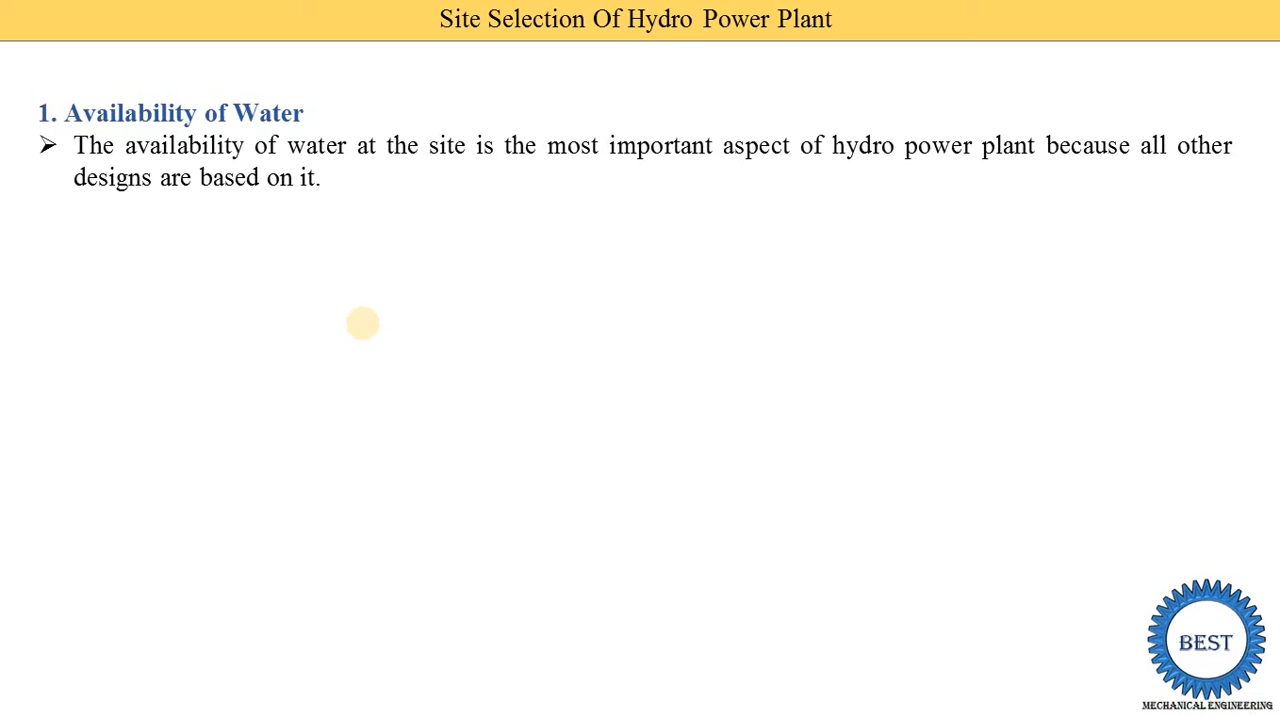 Site Selection Of Hydro Power Plant
1. Availability of Water
➢ The availability of water at the site is the most important aspect of hydro power plant because all other
designs are based on it.
BEST
MECHANICAL ENGINEERING